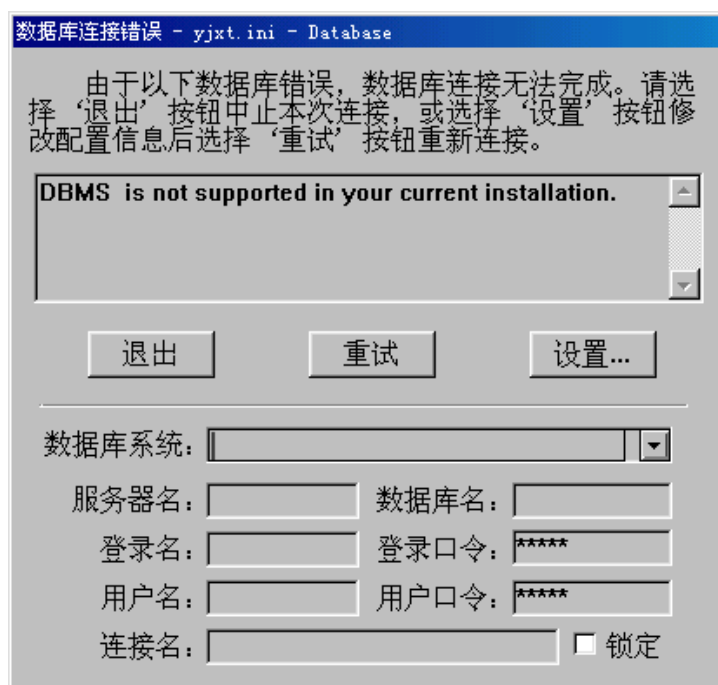 数据库连接错误 - yjxt.ini - Database
由于以下数据库错误，数据库连接无法完成。请选
择‘退出’按钮中止本次连接，或选择‘设置’按钮修
改配置信息后选择‘重试’按钮重新连接。
DBMS  is not supported in your current installation.
退出 重试 设置...
数据库系统：
服务器名： 数据库名：
登录名： 登录口令：*****
用户名： 用户口令：*****
连接名： 锁定